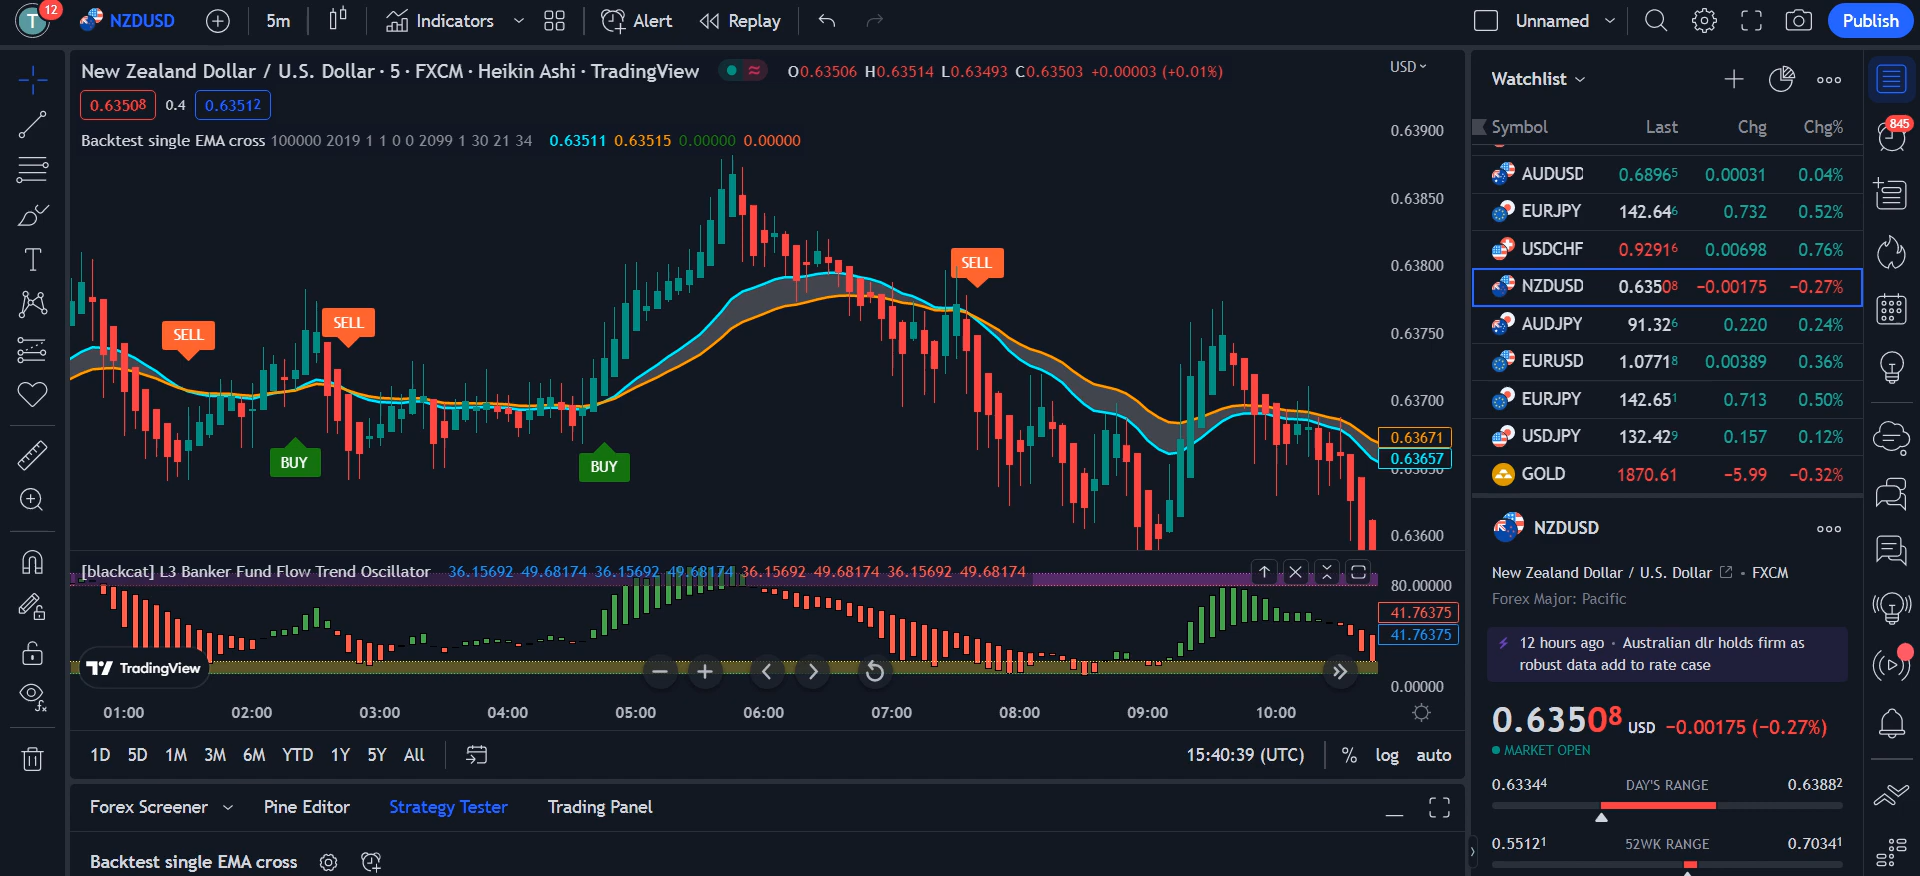 T 12 NZDUSD 5m Indicators Alert Replay Unnamed Publish
New Zealand Dollar / U.S. Dollar · 5 · FXCM · Heikin Ashi · TradingView O0.63506 H0.63514 L0.63493 C0.63503 +0.00003 (+0.01%)
USD
0.63508 0.4 0.63512
Backtest single EMA cross 100000 2019 1 1 0 0 2099 1 30 21 34 0.63511 0.63515 0.00000 0.00000
0.63900
0.63850
0.63800
0.63750
0.63700
0.63671
0.63657
0.63600
SELL
SELL
SELL
BUY
BUY
[blackcat] L3 Banker Fund Flow Trend Oscillator 36.15692 49.68174 36.15692 49.68174 36.15692 49.68174 36.15692 49.68174
80.00000
41.76375
41.76375
0.00000
TradingView
01:00 02:00 03:00 04:00 05:00 06:00 07:00 08:00 09:00 10:00
1D 5D 1M 3M 6M YTD 1Y 5Y All 15:40:39 (UTC) % log auto
Forex Screener Pine Editor Strategy Tester Trading Panel
Backtest single EMA cross
Watchlist
Symbol Last Chg Chg%
AUDUSD 0.68965 0.00031 0.04%
EURJPY 142.646 0.732 0.52%
USDCHF 0.92916 0.00698 0.76%
NZDUSD 0.63508 −0.00175 −0.27%
AUDJPY 91.326 0.220 0.24%
EURUSD 1.07718 0.00389 0.36%
EURJPY 142.651 0.713 0.50%
USDJPY 132.429 0.157 0.12%
GOLD 1870.61 −5.99 −0.32%
NZDUSD
New Zealand Dollar / U.S. Dollar · FXCM
Forex Major: Pacific
12 hours ago · Australian dlr holds firm as
robust data add to rate case
0.63508 USD −0.00175 (−0.27%)
MARKET OPEN
0.63344 DAY'S RANGE 0.63882
0.55121 52WK RANGE 0.70341
845